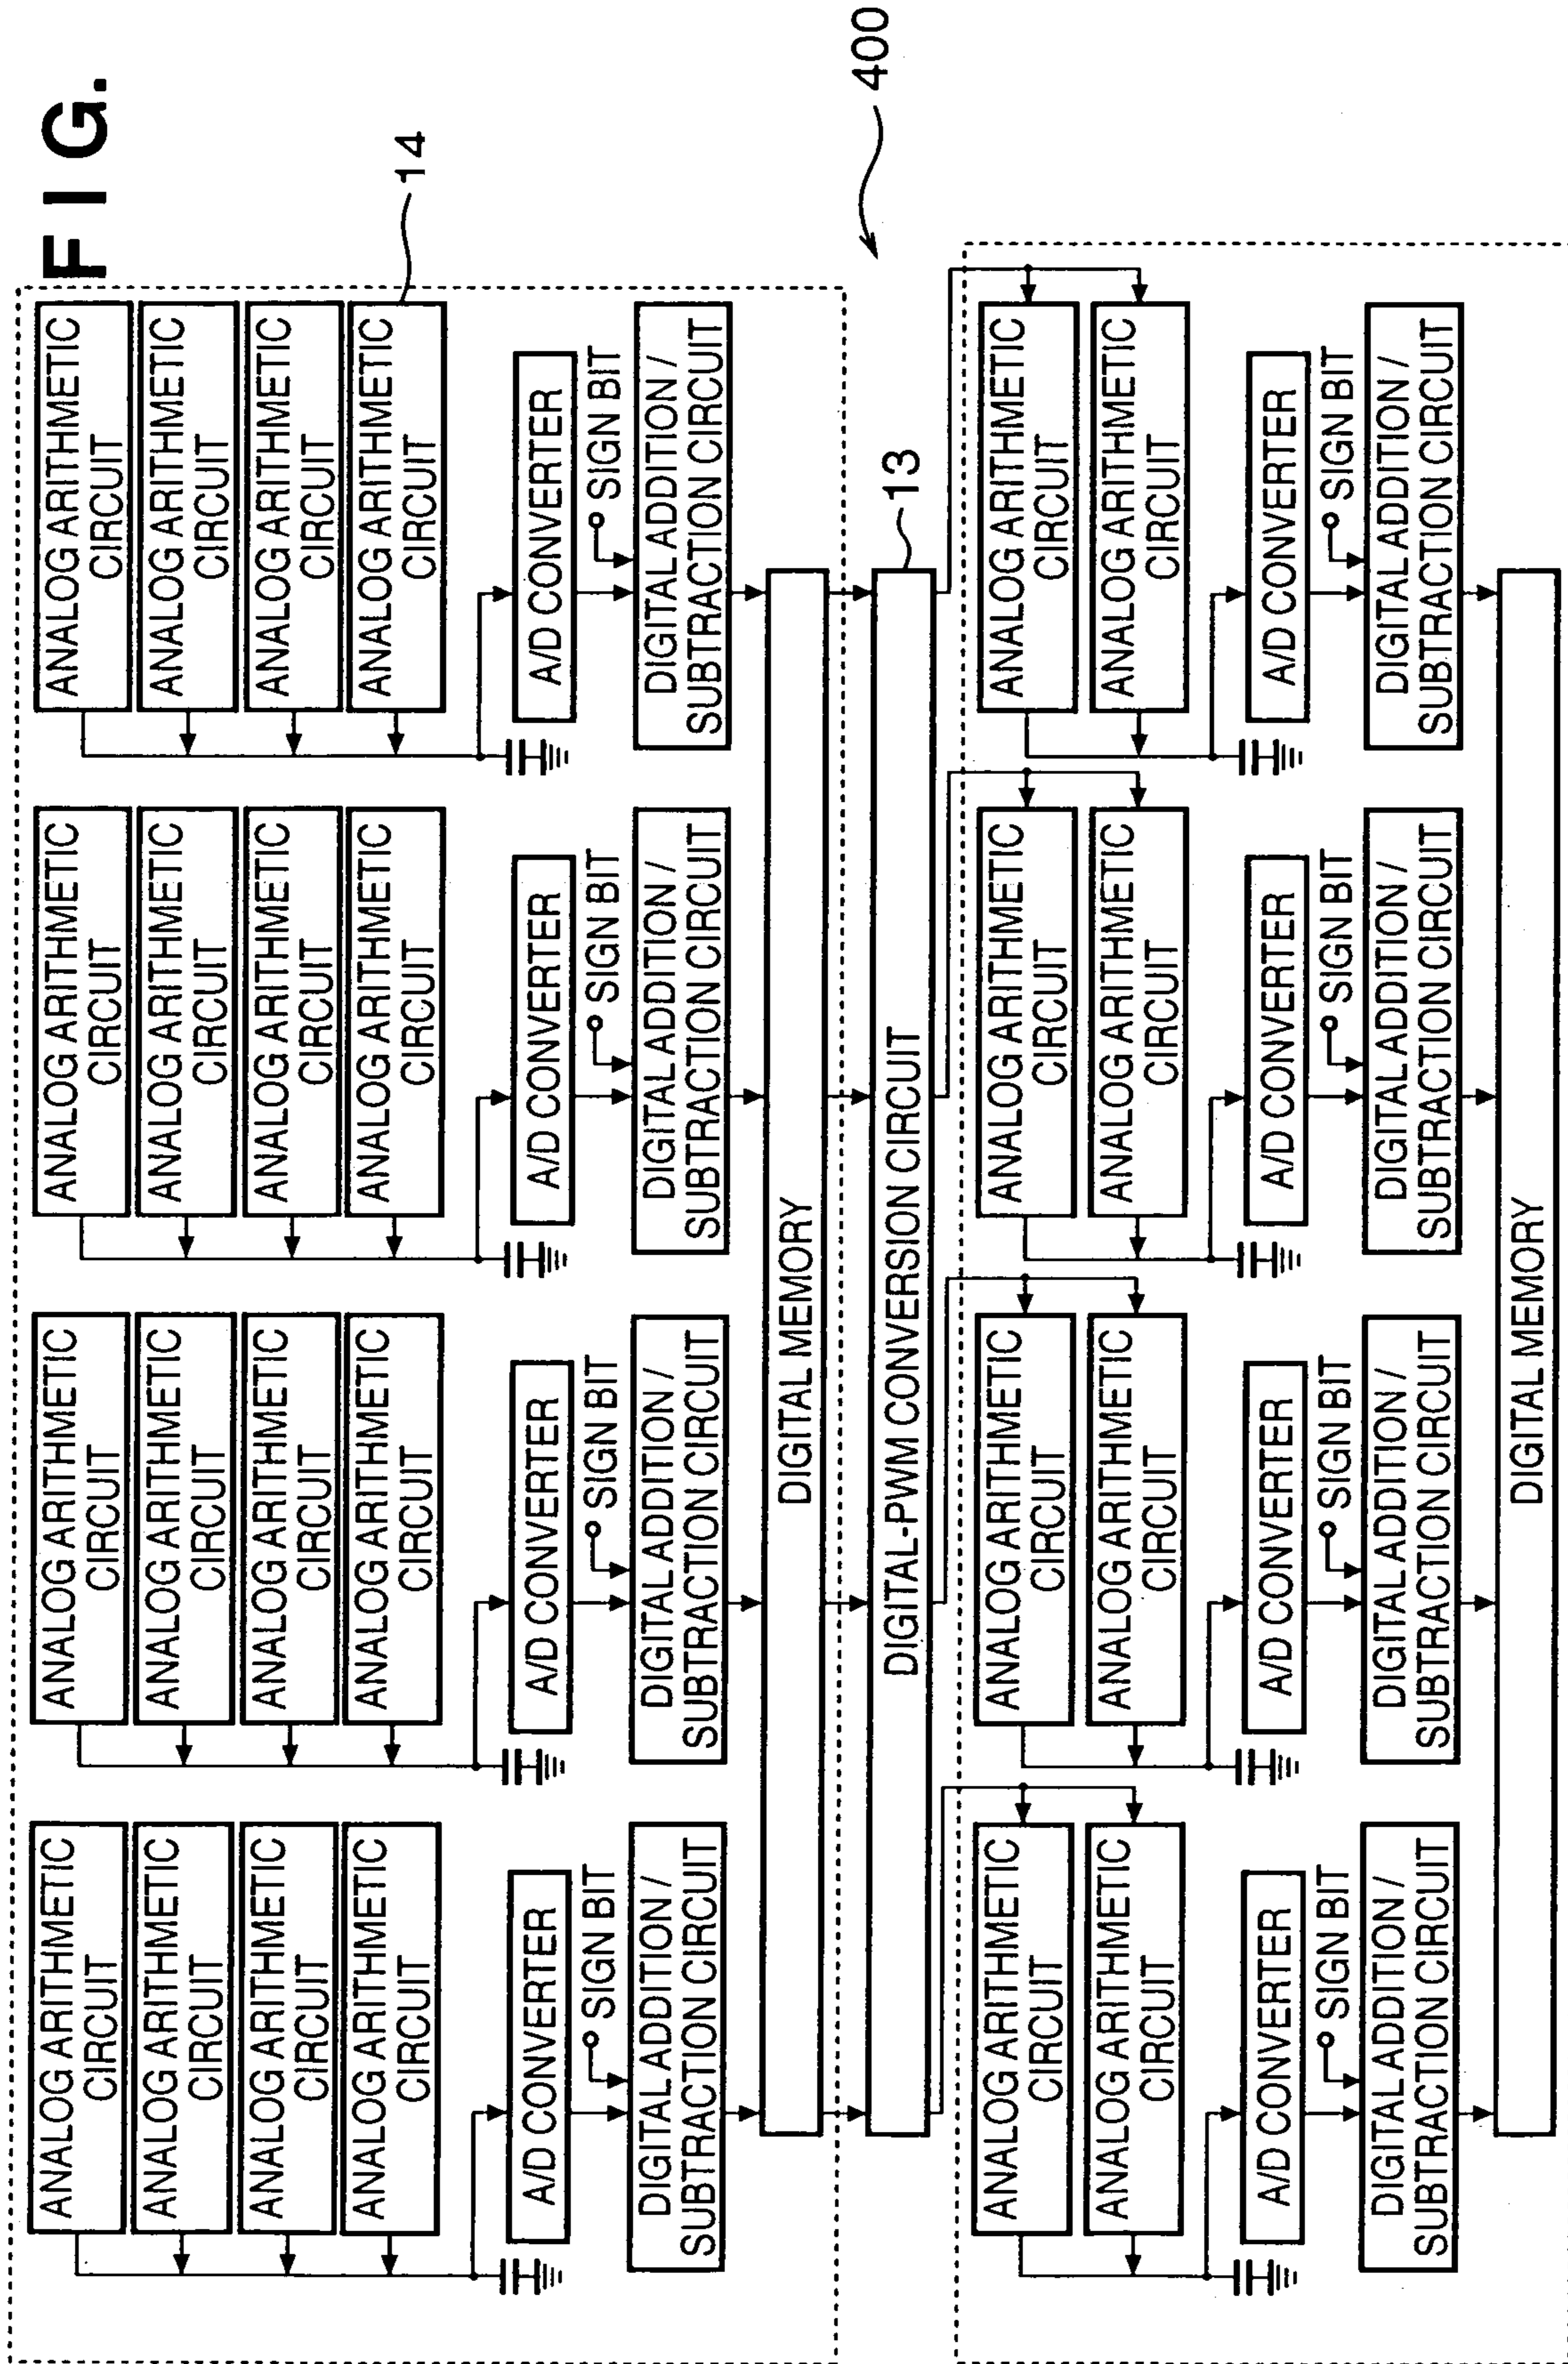 FIG.
ANALOG ARITHMETIC
CIRCUIT
ANALOG ARITHMETIC
CIRCUIT
ANALOG ARITHMETIC
CIRCUIT
ANALOG ARITHMETIC
CIRCUIT
ANALOG ARITHMETIC
CIRCUIT
ANALOG ARITHMETIC
CIRCUIT
ANALOG ARITHMETIC
CIRCUIT
ANALOG ARITHMETIC
CIRCUIT
ANALOG ARITHMETIC
CIRCUIT
ANALOG ARITHMETIC
CIRCUIT
ANALOG ARITHMETIC
CIRCUIT
ANALOG ARITHMETIC
CIRCUIT
ANALOG ARITHMETIC
CIRCUIT
ANALOG ARITHMETIC
CIRCUIT
ANALOG ARITHMETIC
CIRCUIT
ANALOG ARITHMETIC
CIRCUIT
14
A/D CONVERTER
A/D CONVERTER
A/D CONVERTER
A/D CONVERTER
SIGN BIT
SIGN BIT
SIGN BIT
SIGN BIT
DIGITAL ADDITION /
SUBTRACTION CIRCUIT
DIGITAL ADDITION /
SUBTRACTION CIRCUIT
DIGITAL ADDITION /
SUBTRACTION CIRCUIT
DIGITAL ADDITION /
SUBTRACTION CIRCUIT
DIGITAL MEMORY
400
DIGITAL-PWM CONVERSION CIRCUIT
13
ANALOG ARITHMETIC
CIRCUIT
ANALOG ARITHMETIC
CIRCUIT
ANALOG ARITHMETIC
CIRCUIT
ANALOG ARITHMETIC
CIRCUIT
ANALOG ARITHMETIC
CIRCUIT
ANALOG ARITHMETIC
CIRCUIT
ANALOG ARITHMETIC
CIRCUIT
ANALOG ARITHMETIC
CIRCUIT
A/D CONVERTER
A/D CONVERTER
A/D CONVERTER
A/D CONVERTER
SIGN BIT
SIGN BIT
SIGN BIT
SIGN BIT
DIGITAL ADDITION /
SUBTRACTION CIRCUIT
DIGITAL ADDITION /
SUBTRACTION CIRCUIT
DIGITAL ADDITION /
SUBTRACTION CIRCUIT
DIGITAL ADDITION /
SUBTRACTION CIRCUIT
DIGITAL MEMORY